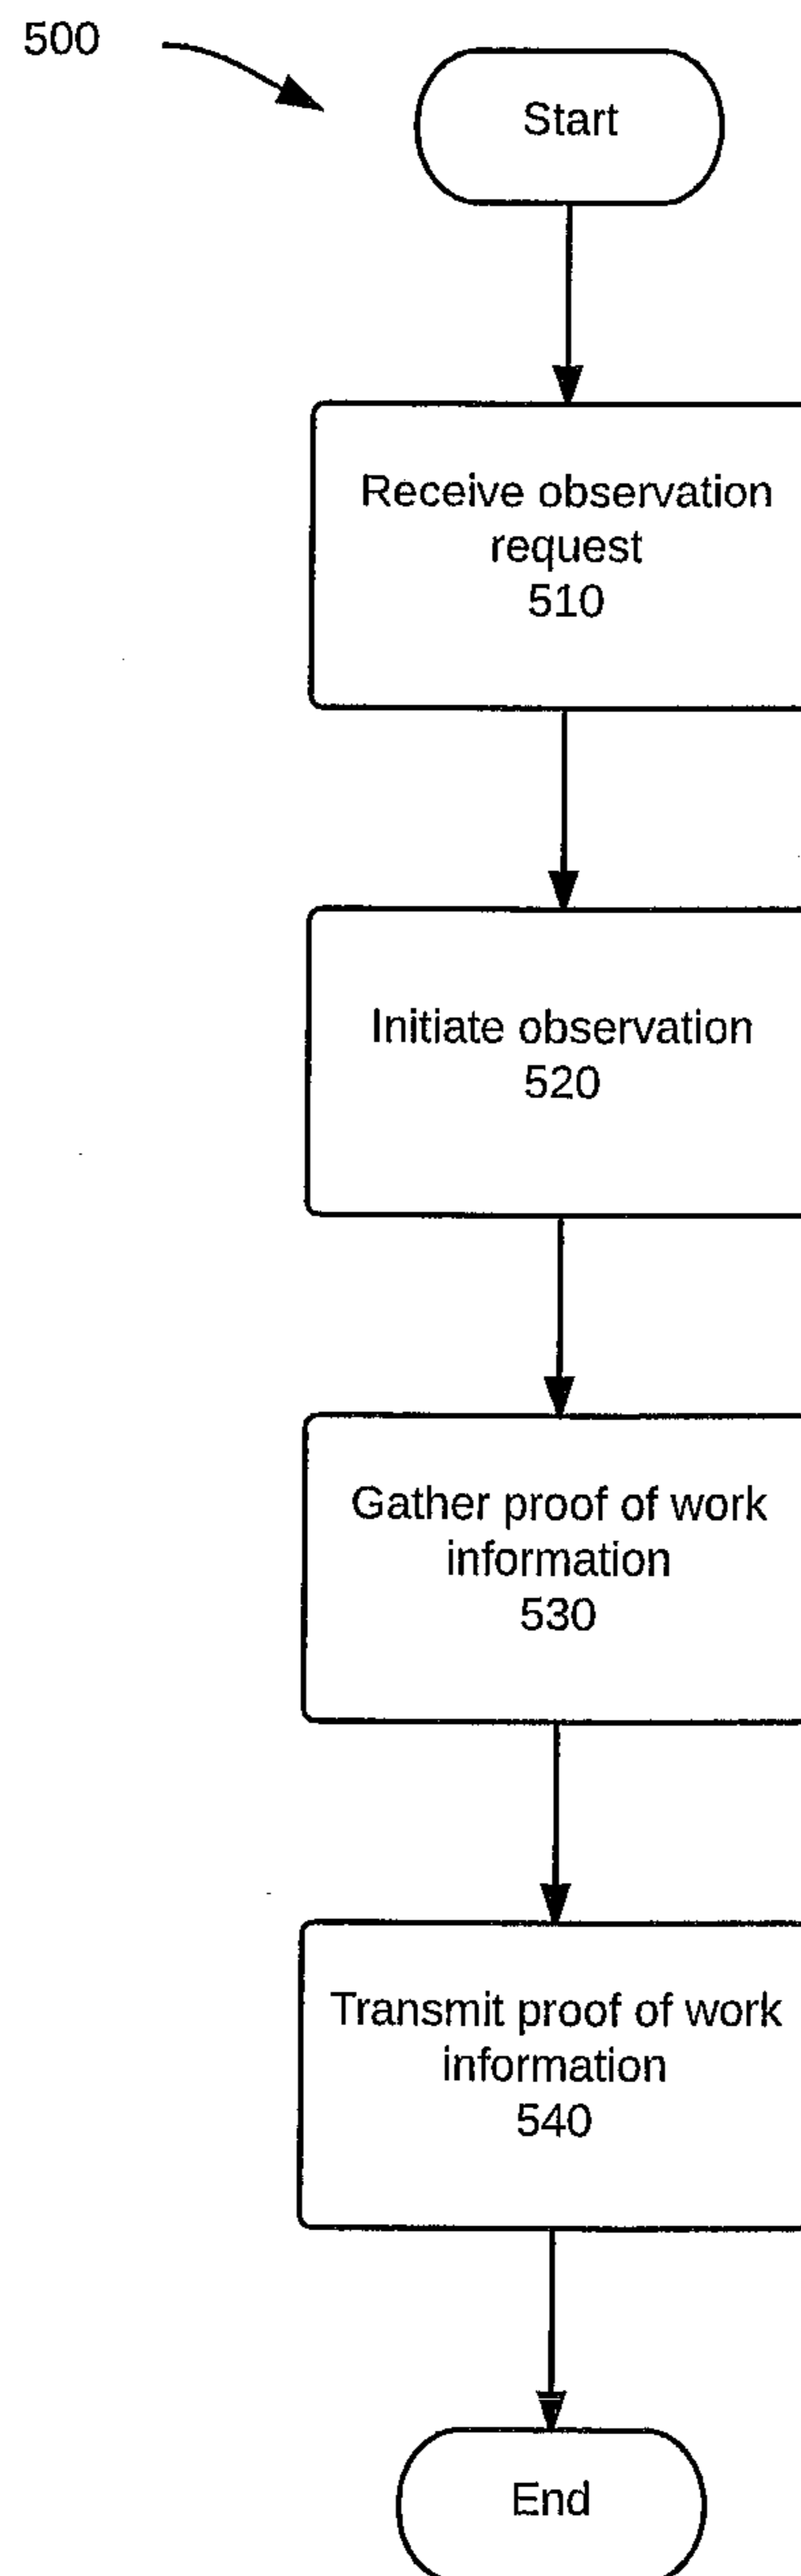 500
Start
Receive observation
request
510
Initiate observation
520
Gather proof of work
information
530
Transmit proof of work
information
540
End